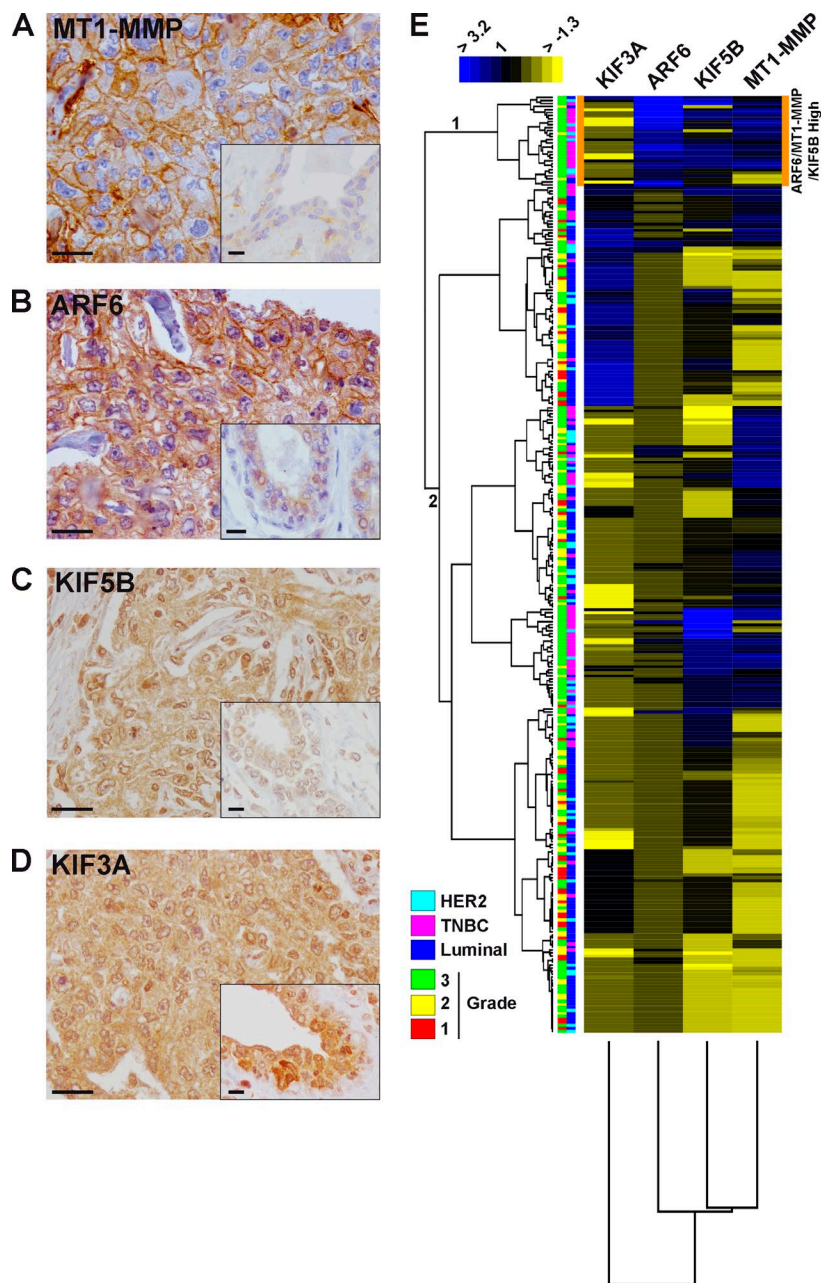 A
MT1-MMP
B
ARF6
C
KIF5B
D
KIF3A
E
> 3.2
1
> -1.3
KIF3A
ARF6
KIF5B
MT1-MMP
1
2
ARF6/MT1-MMP
/KIF5B High
HER2
TNBC
Luminal
3
2
1
Grade